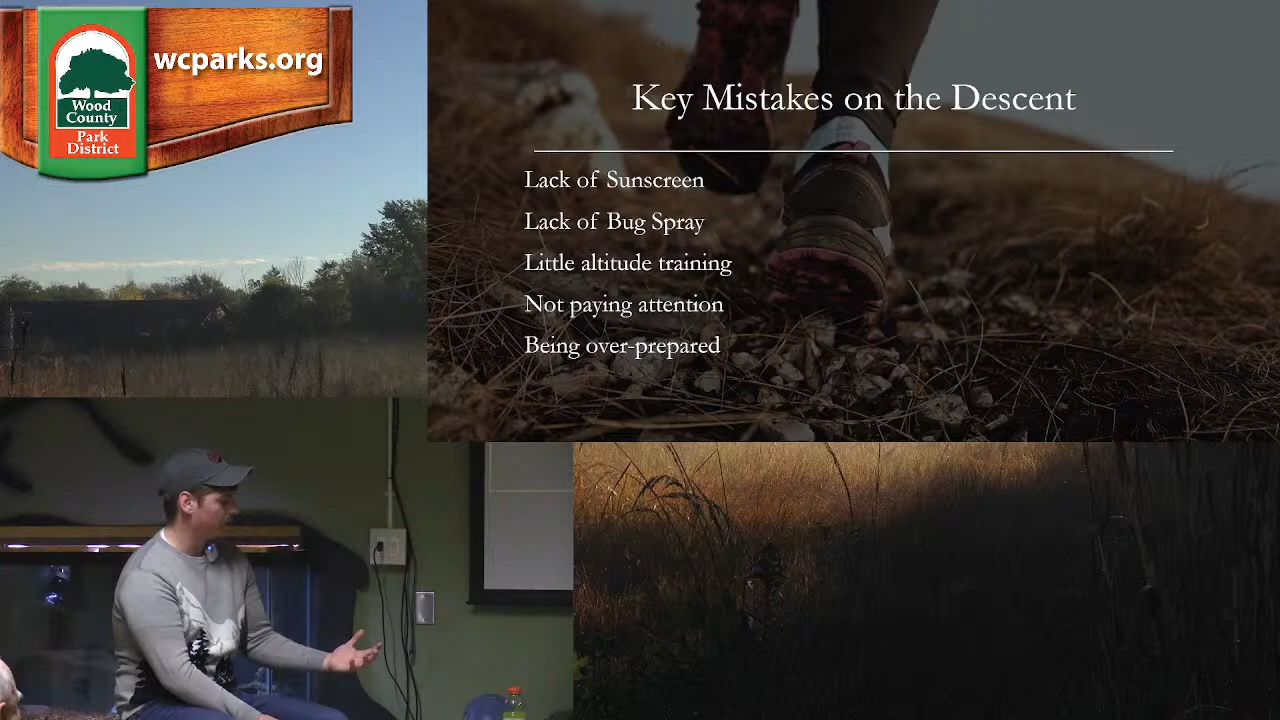 wcparks.org
Wood
County
Park
District
Key Mistakes on the Descent
Lack of Sunscreen
Lack of Bug Spray
Little altitude training
Not paying attention
Being over-prepared